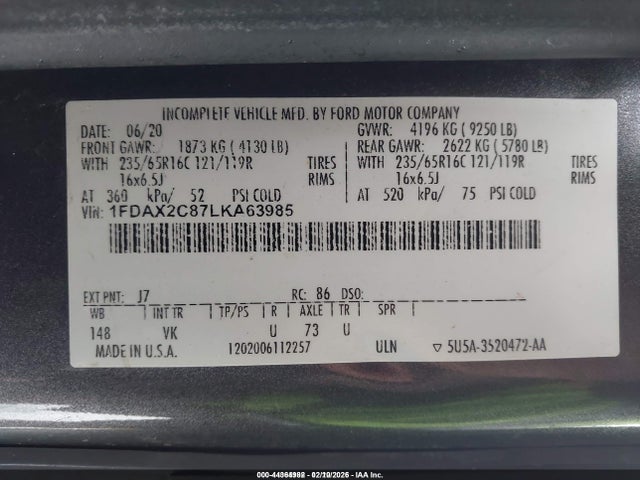 INCOMPLETE VEHICLE MFD. BY FORD MOTOR COMPANY
DATE: 06/20 GVWR: 4196 KG ( 9250 LB)
FRONT GAWR: 1873 KG ( 4130 LB) REAR GAWR: 2622 KG ( 5780 LB)
WITH 235/65R16C 121/119R TIRES WITH 235/65R16C 121/119R TIRES
16x6.5J RIMS 16x6.5J RIMS
AT 360 kPa/ 52 PSI COLD AT 520 kPa/ 75 PSI COLD
VIN: 1FDAX2C87LKA63985
EXT PNT: J7 RC: 86 DSO:
WB INT TR TP/PS R AXLE TR SPR
148 VK U 73 U
MADE IN U.S.A. 1202006112257 ULN ▽ 5U5A-3520472-AA
02/10/2026 - IAA Inc.